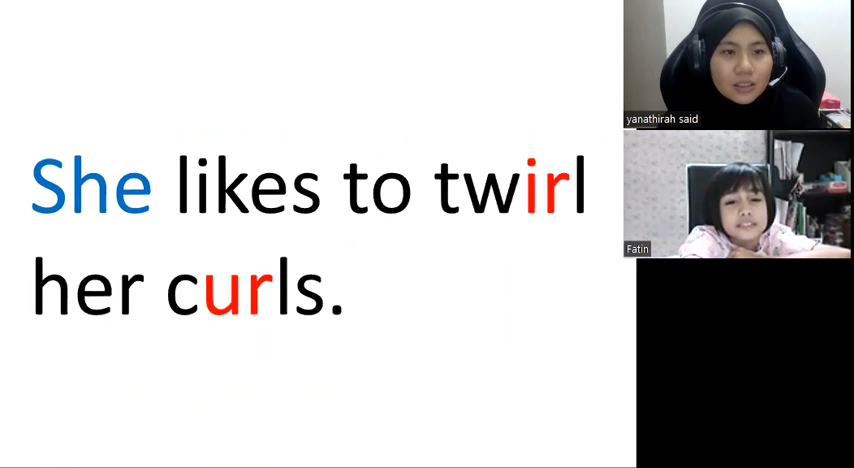 She likes to twirl
her curls.
yanathirah said
Fatin